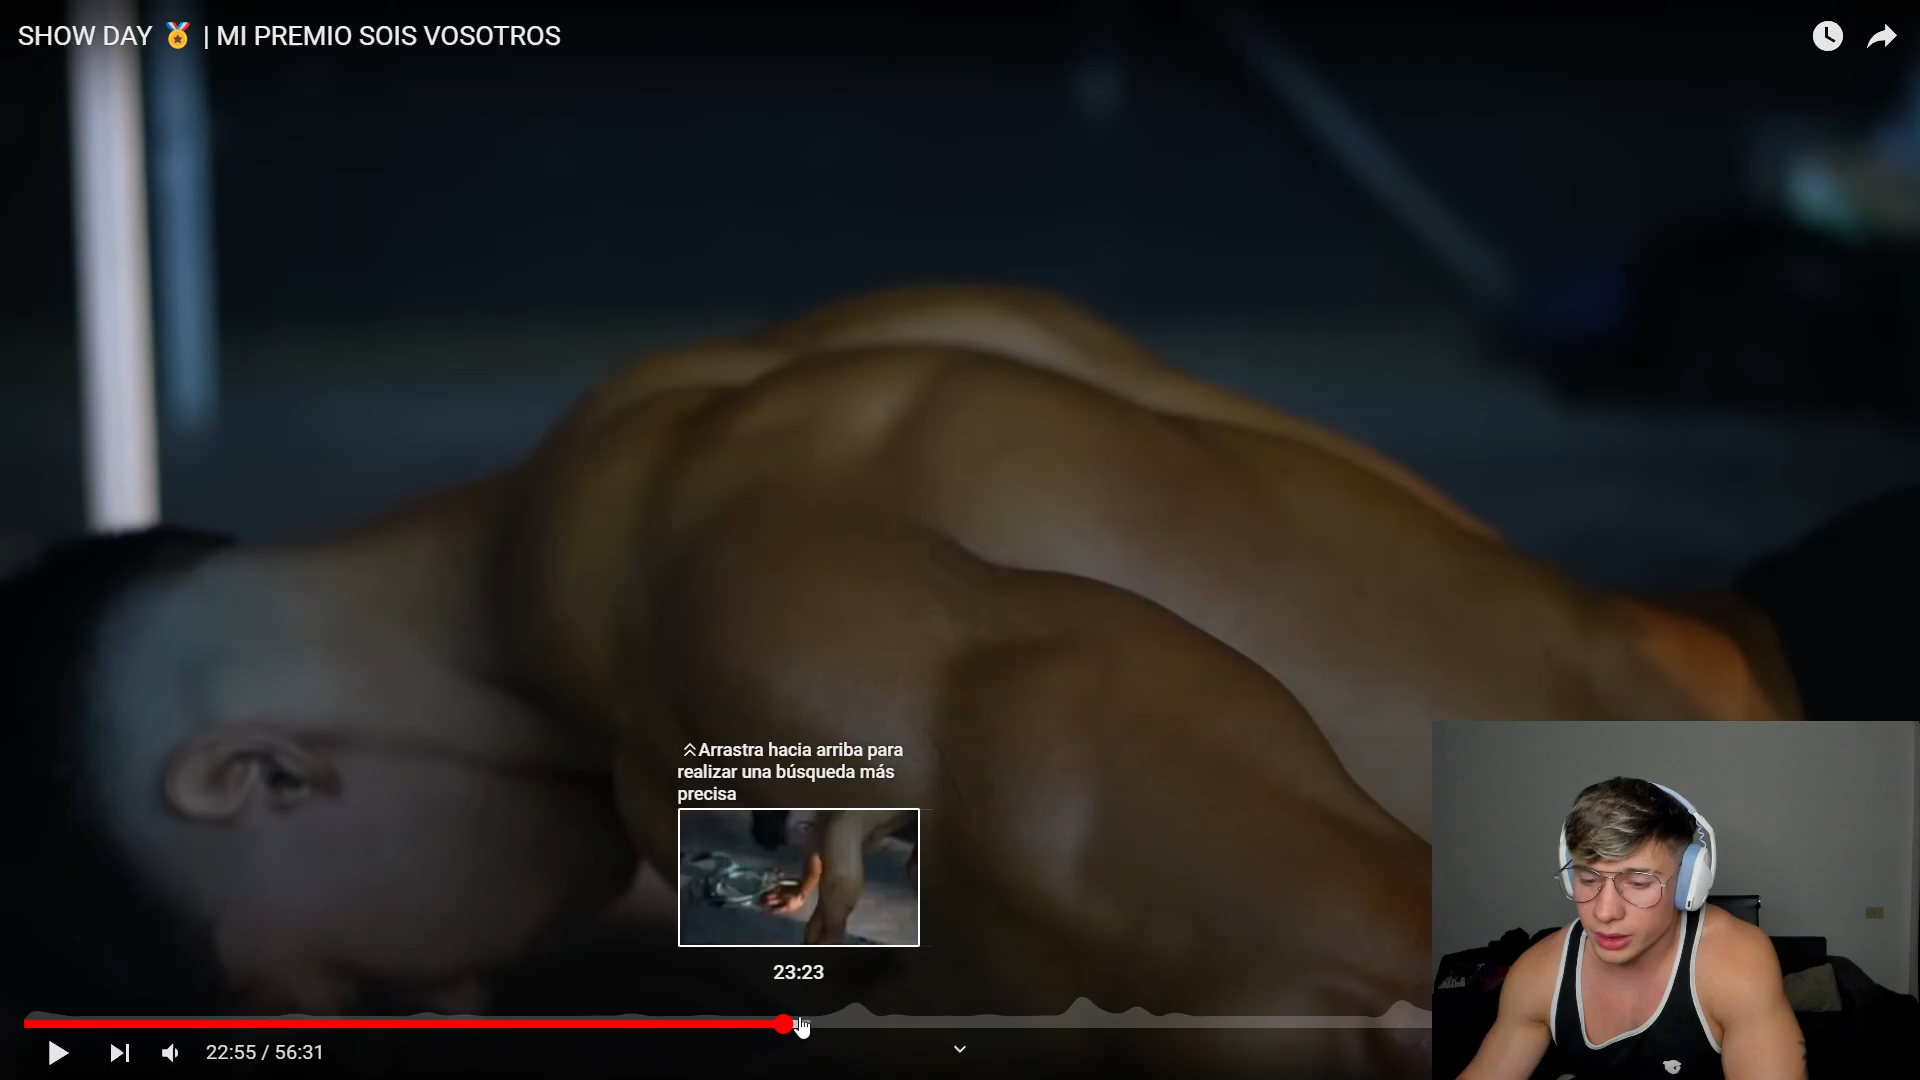 SHOW DAY 🏅 | MI PREMIO SOIS VOSOTROS
Arrastra hacia arriba para
realizar una búsqueda más
precisa
23:23
22:55 / 56:31